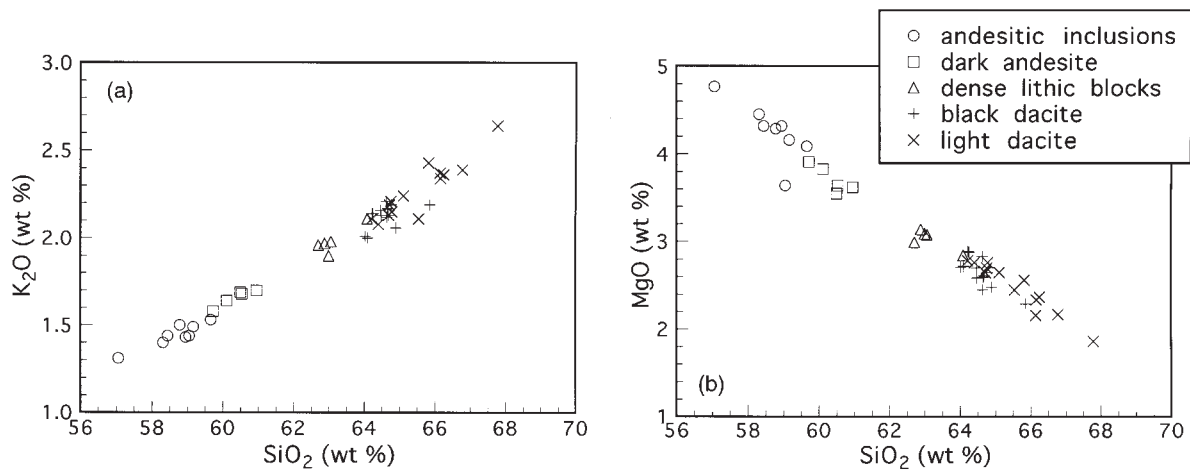 (a)
K2O (wt %)
3.0
2.5
2.0
1.5
1.0
56 58 60 62 64 66 68 70
SiO2 (wt %)
andesitic inclusions
dark andesite
dense lithic blocks
black dacite
light dacite
(b)
MgO (wt %)
5
4
3
2
1
56 58 60 62 64 66 68 70
SiO2 (wt %)